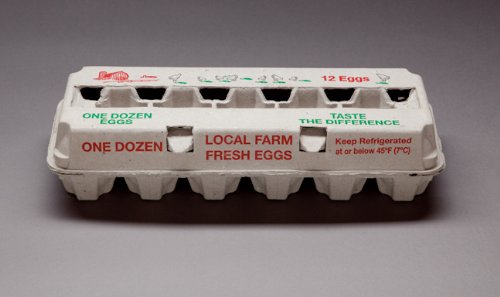 12 Eggs
ONE DOZEN
EGGS
TASTE
THE DIFFERENCE
ONE DOZEN
LOCAL FARM
FRESH EGGS
Keep Refrigerated
at or below 45°F (7°C)